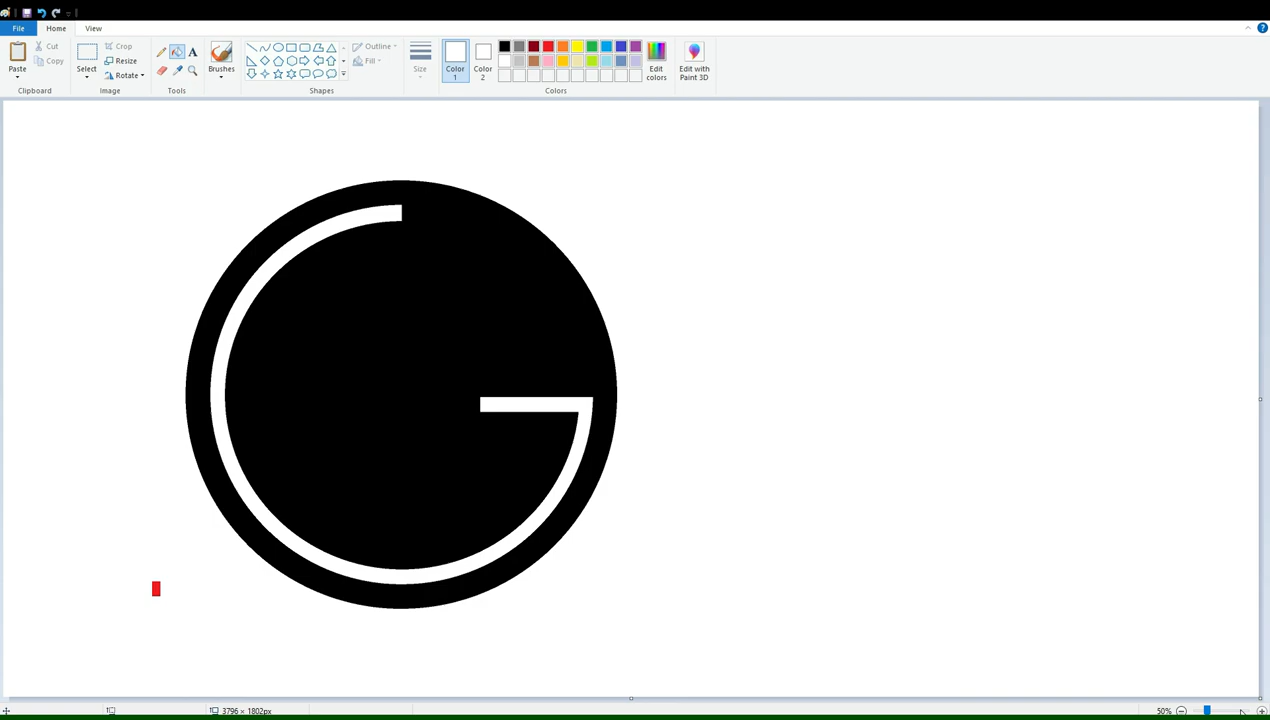 File Home View
Cut
Copy
Paste
Clipboard
Select
Crop
Resize
Rotate
Image
A
Tools
Brushes
Outline
Fill
Shapes
Size
Color 1
Color 2
Edit colors
Colors
Edit with Paint 3D
?
G
3796 × 1802px
50%